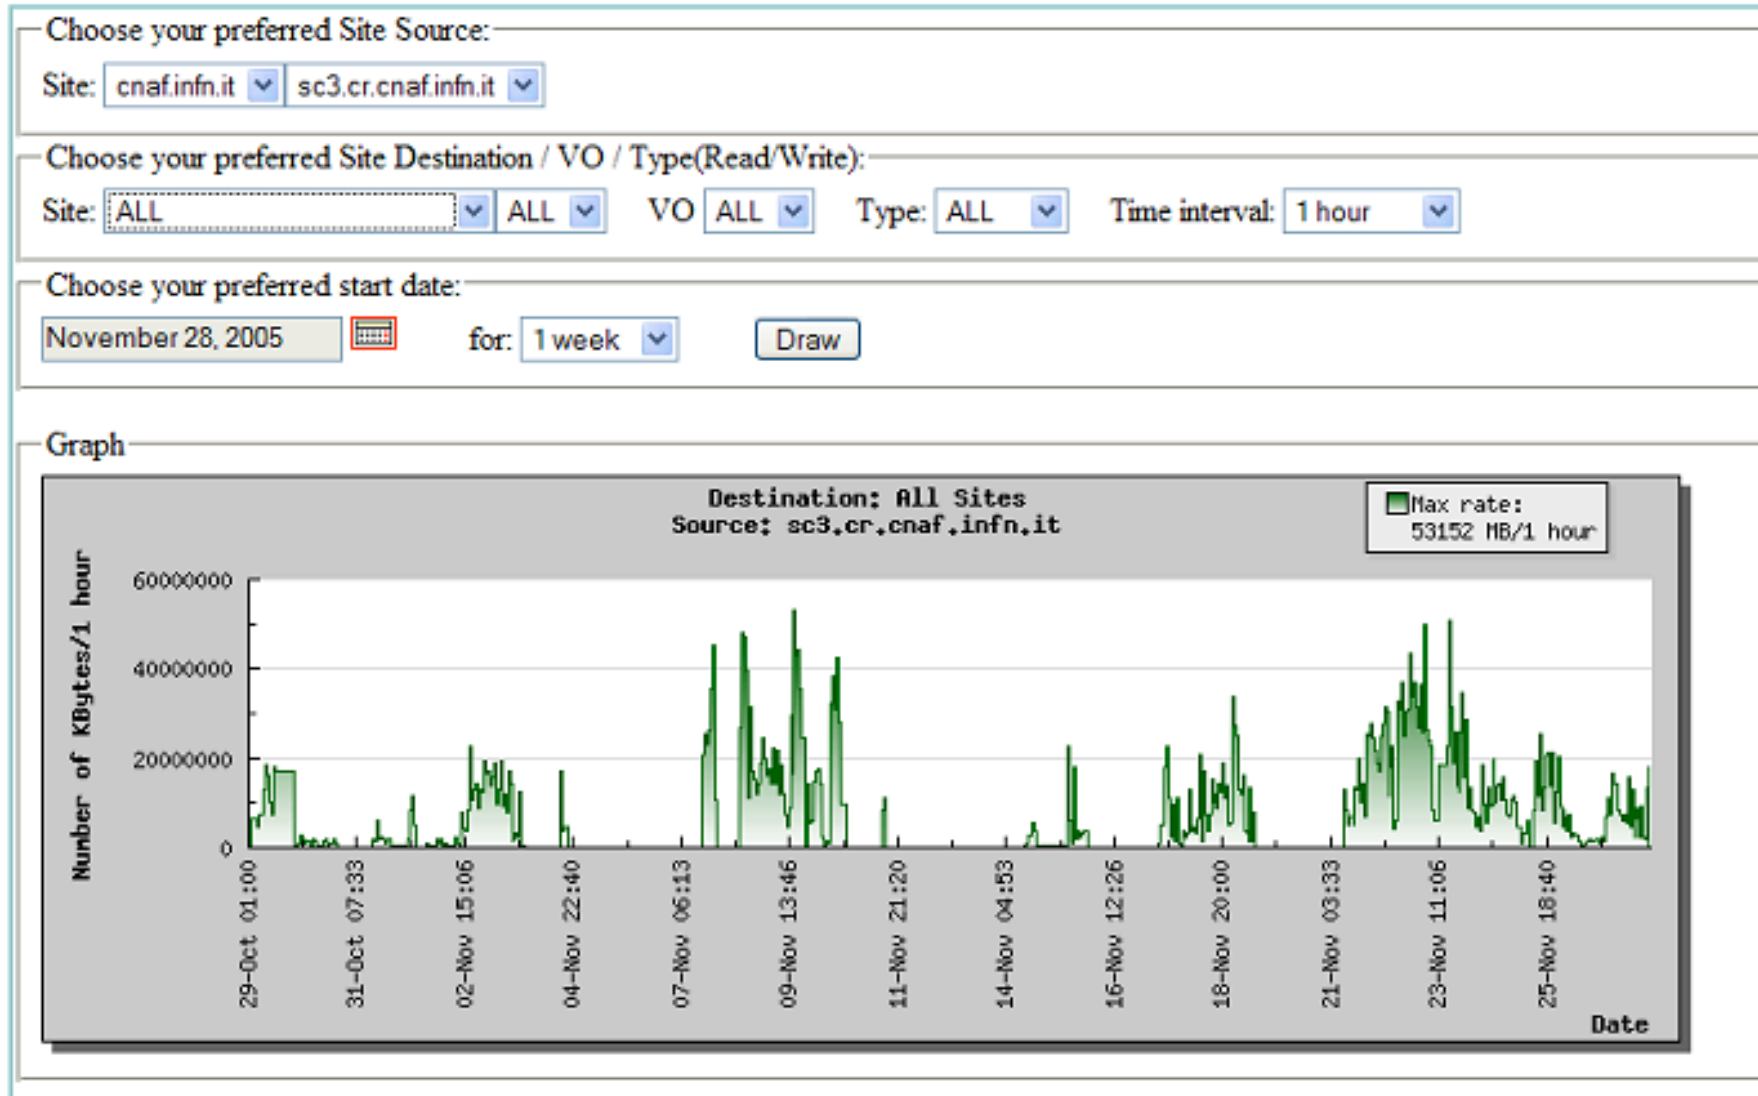 Choose your preferred Site Source:
Site: cnaf.infn.it sc3.cr.cnaf.infn.it
Choose your preferred Site Destination / VO / Type(Read/Write):
Site: ALL ALL VO ALL Type: ALL Time interval: 1 hour
Choose your preferred start date:
November 28, 2005 for: 1 week Draw
Graph
Destination: All Sites
Source: sc3.cr.cnaf.infn.it
Max rate:
53152 MB/1 hour
Number of KBytes/1 hour
60000000
40000000
20000000
0
29-Oct 01:00
31-Oct 07:33
02-Nov 15:06
04-Nov 22:40
07-Nov 06:13
09-Nov 13:46
11-Nov 21:20
14-Nov 04:53
16-Nov 12:26
18-Nov 20:00
21-Nov 03:33
23-Nov 11:06
25-Nov 18:40
Date